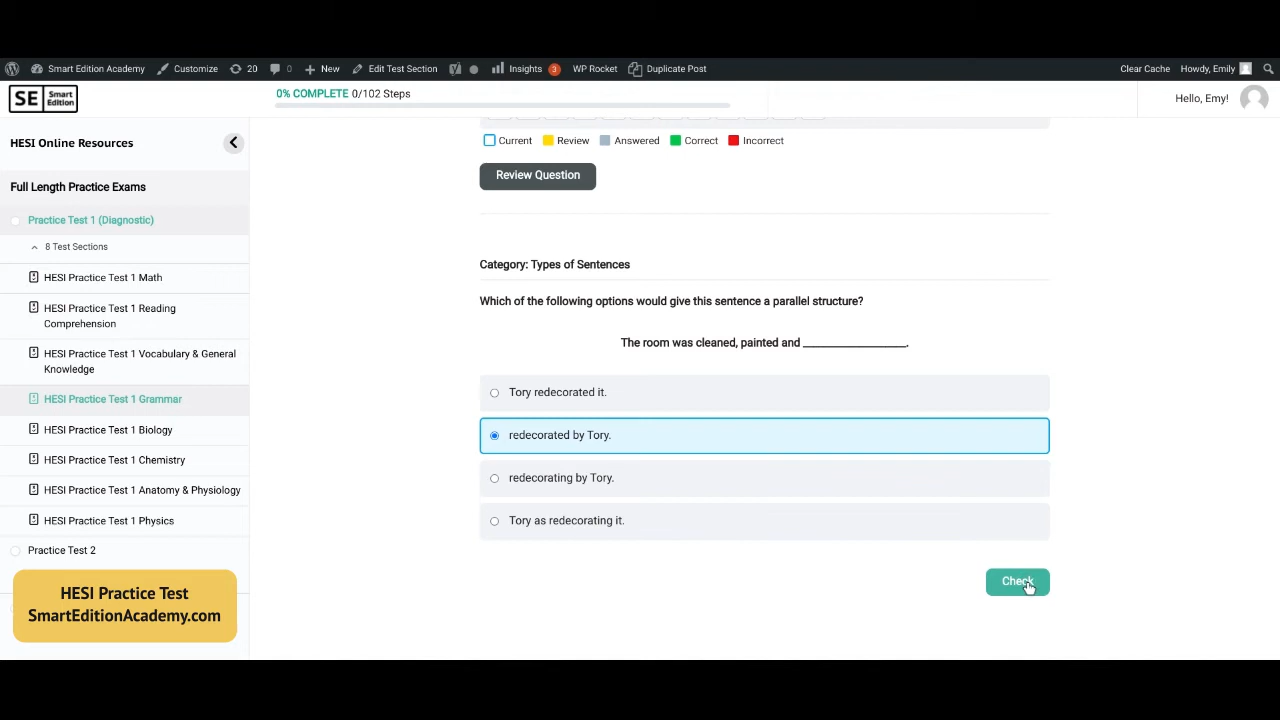 Smart Edition Academy Customize 20 0 New Edit Test Section Insights 3 WP Rocket Duplicate Post Clear Cache Howdy, Emily
SE Smart Edition
0% COMPLETE 0/102 Steps
Hello, Emy!
HESI Online Resources
Full Length Practice Exams
Practice Test 1 (Diagnostic)
8 Test Sections
HESI Practice Test 1 Math
HESI Practice Test 1 Reading
Comprehension
HESI Practice Test 1 Vocabulary & General
Knowledge
HESI Practice Test 1 Grammar
HESI Practice Test 1 Biology
HESI Practice Test 1 Chemistry
HESI Practice Test 1 Anatomy & Physiology
HESI Practice Test 1 Physics
Practice Test 2
HESI Practice Test
SmartEditionAcademy.com
Current Review Answered Correct Incorrect
Review Question
Category: Types of Sentences
Which of the following options would give this sentence a parallel structure?
The room was cleaned, painted and ____________________.
Tory redecorated it.
redecorated by Tory.
redecorating by Tory.
Tory as redecorating it.
Check